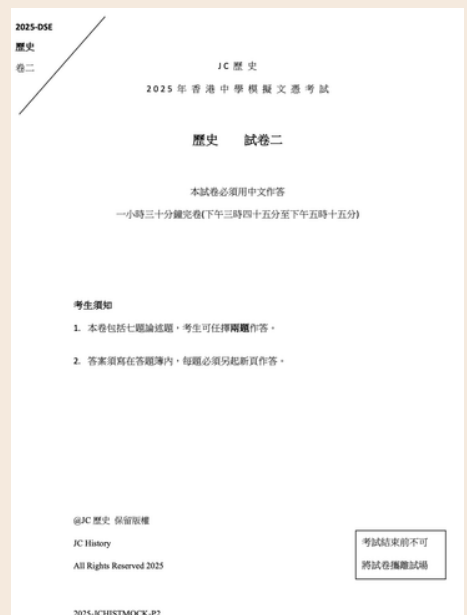 2025-DSE
歷史
卷二
JC 歷 史
2 0 2 5 年 香 港 中 學 模 擬 文 憑 考 試
歷史 試卷二
本試卷必須用中文作答
一小時三十分鐘完卷(下午三時四十五分至下午五時十五分)
考生須知
1. 本卷包括七題論述題，考生可任擇兩題作答。
2. 答案須寫在答題簿內，每題必須另起新頁作答。
@JC 歷史 保留版權
JC History
All Rights Reserved 2025
考試結束前不可
將試卷攜離試場
2025-JCHISTMOCK-P2